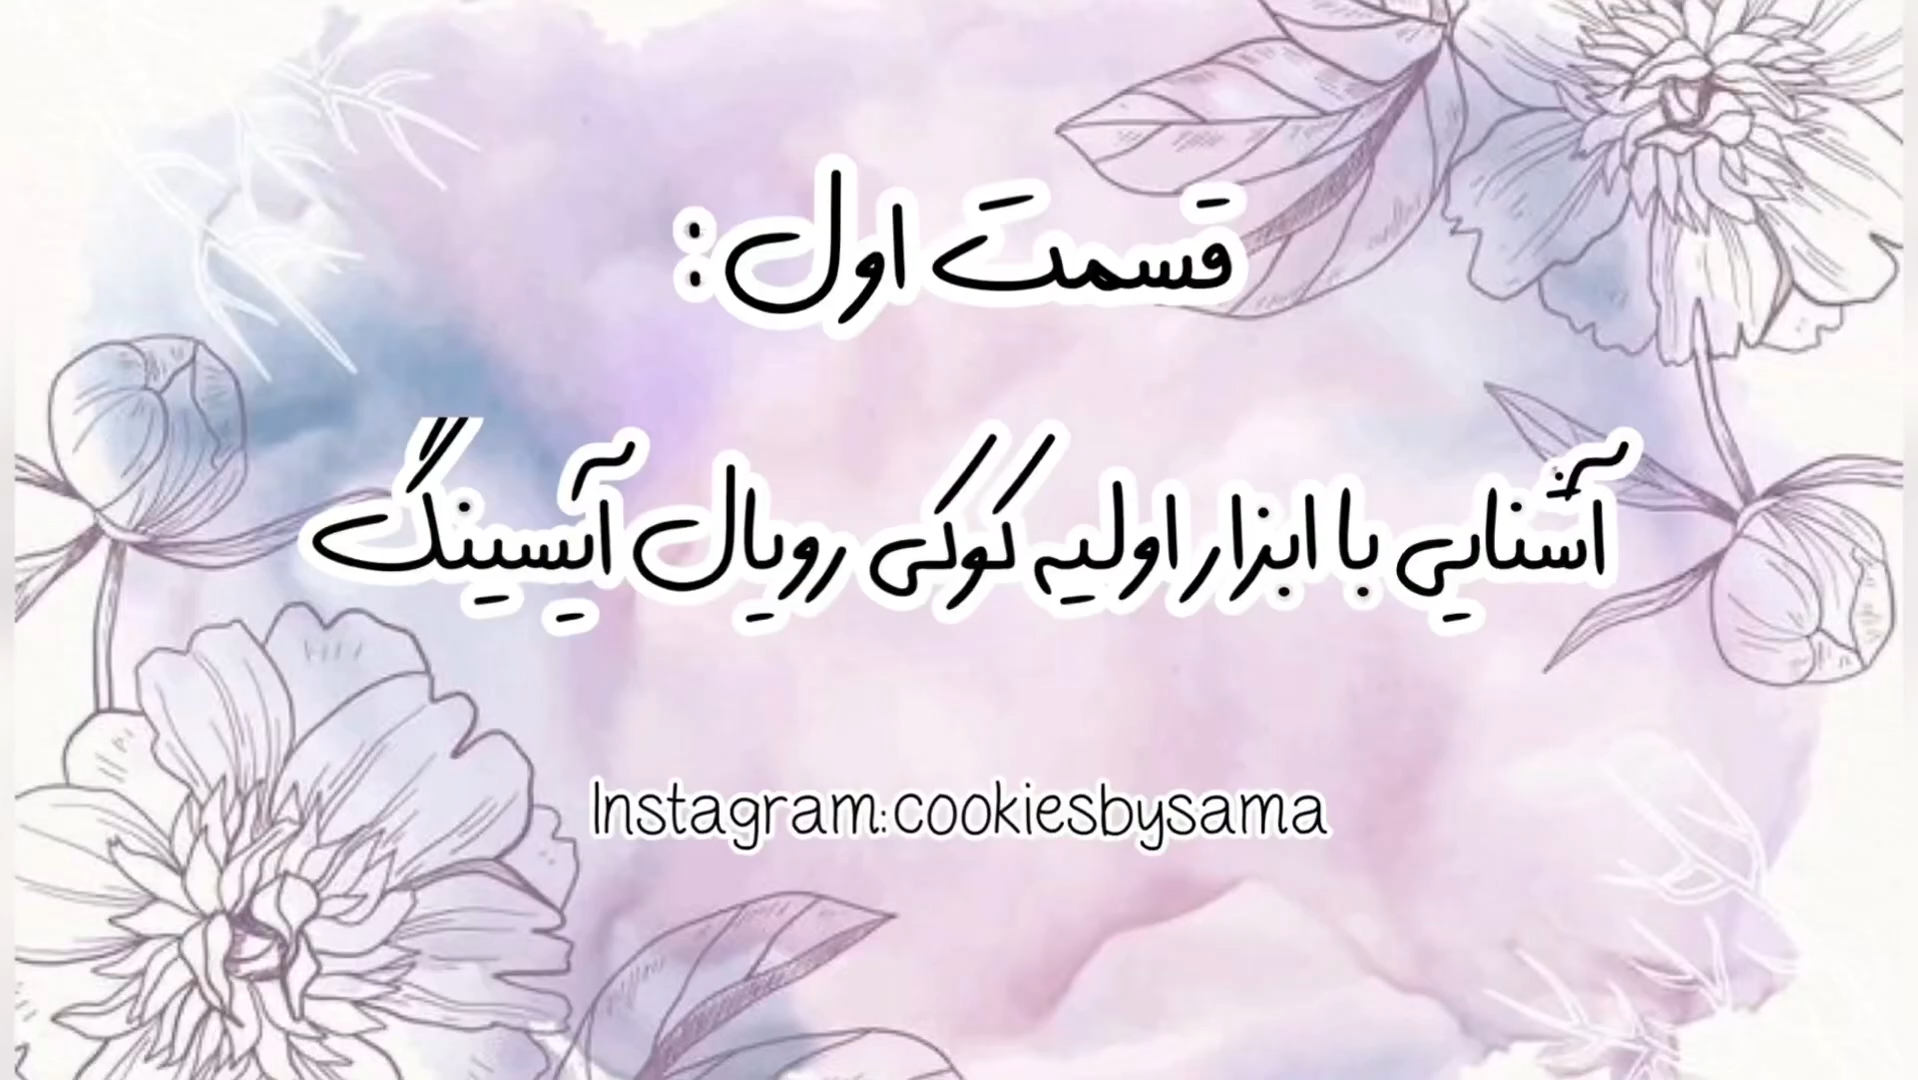 قسمت اول :
آشنایی با ابزار اولیه کوکی رویال آیسینگ
Instagram:cookiesbysama